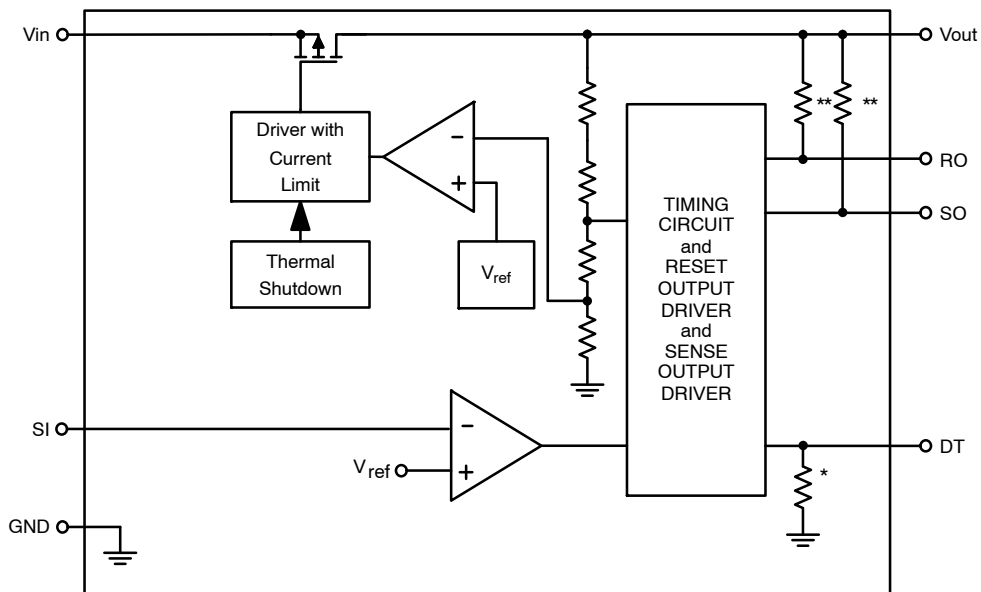 Vin
Vout
Driver with
Current
Limit
-
+
** **
RO
SO
Thermal
Shutdown
Vref
TIMING
CIRCUIT
and
RESET
OUTPUT
DRIVER
and
SENSE
OUTPUT
DRIVER
SI
-
Vref
+
DT
*
GND